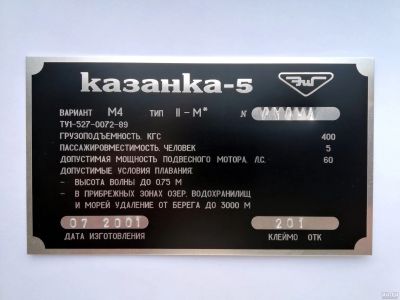 казанка-5
ВАРИАНТ М4 ТИП II-М* №
ТУ1-527-0072-89
ГРУЗОПОДЪЕМНОСТЬ, КГС 400
ПАССАЖИРОВМЕСТИМОСТЬ, ЧЕЛОВЕК 5
ДОПУСТИМАЯ МОЩНОСТЬ ПОДВЕСНОГО МОТОРА, Л.С. 60
ДОПУСТИМЫЕ УСЛОВИЯ ПЛАВАНИЯ:
- ВЫСОТА ВОЛНЫ ДО 0.75 М
- В ПРИБРЕЖНЫХ ЗОНАХ ОЗЕР, ВОДОХРАНИЛИЩ
И МОРЕЙ УДАЛЕНИЕ ОТ БЕРЕГА ДО 3000 М
07 2001 201
ДАТА ИЗГОТОВЛЕНИЯ КЛЕЙМО ОТК